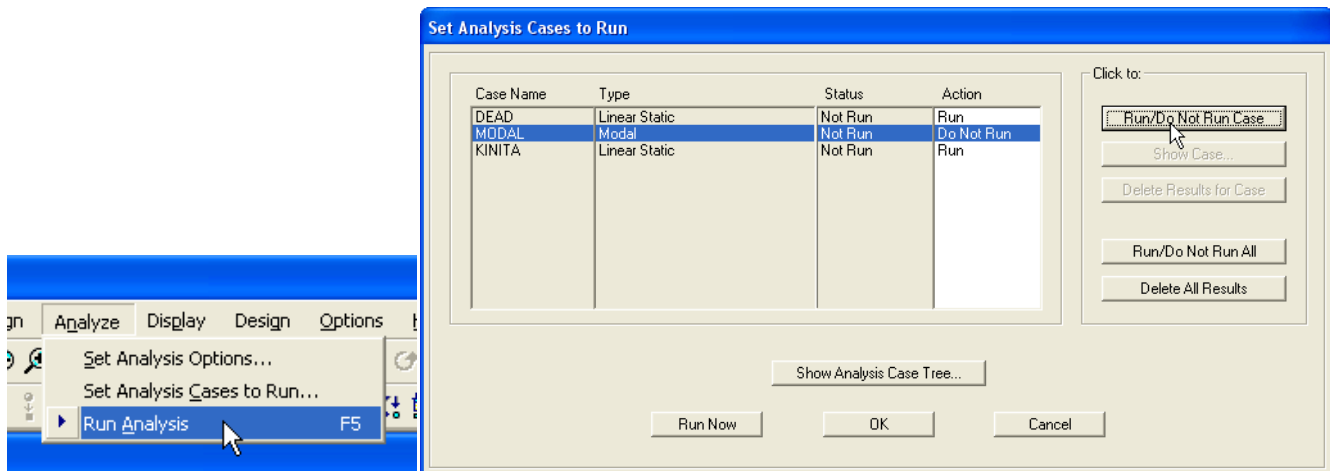 gn Analyze Display Design Options
Set Analysis Options...
Set Analysis Cases to Run...
Run Analysis F5
Set Analysis Cases to Run
Click to:
Case Name Type Status Action
DEAD Linear Static Not Run Run
MODAL Modal Not Run Do Not Run
KINITA Linear Static Not Run Run
Run/Do Not Run Case
Show Case...
Delete Results for Case
Run/Do Not Run All
Delete All Results
Show Analysis Case Tree...
Run Now OK Cancel